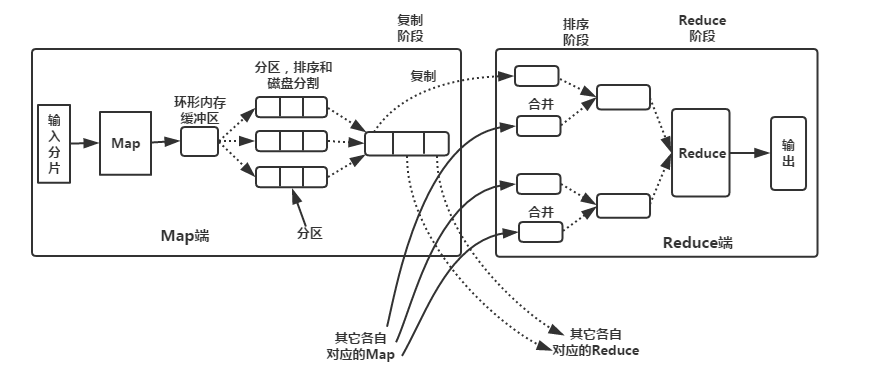 复制
阶段
排序
阶段
Reduce
阶段
分区，排序和
磁盘分割
复制
环形内存
缓冲区
合并
输
入
分
片
Map
Reduce
输
出
合并
分区
Map端
Reduce端
其它各自
对应的Map
其它各自
对应的Reduce